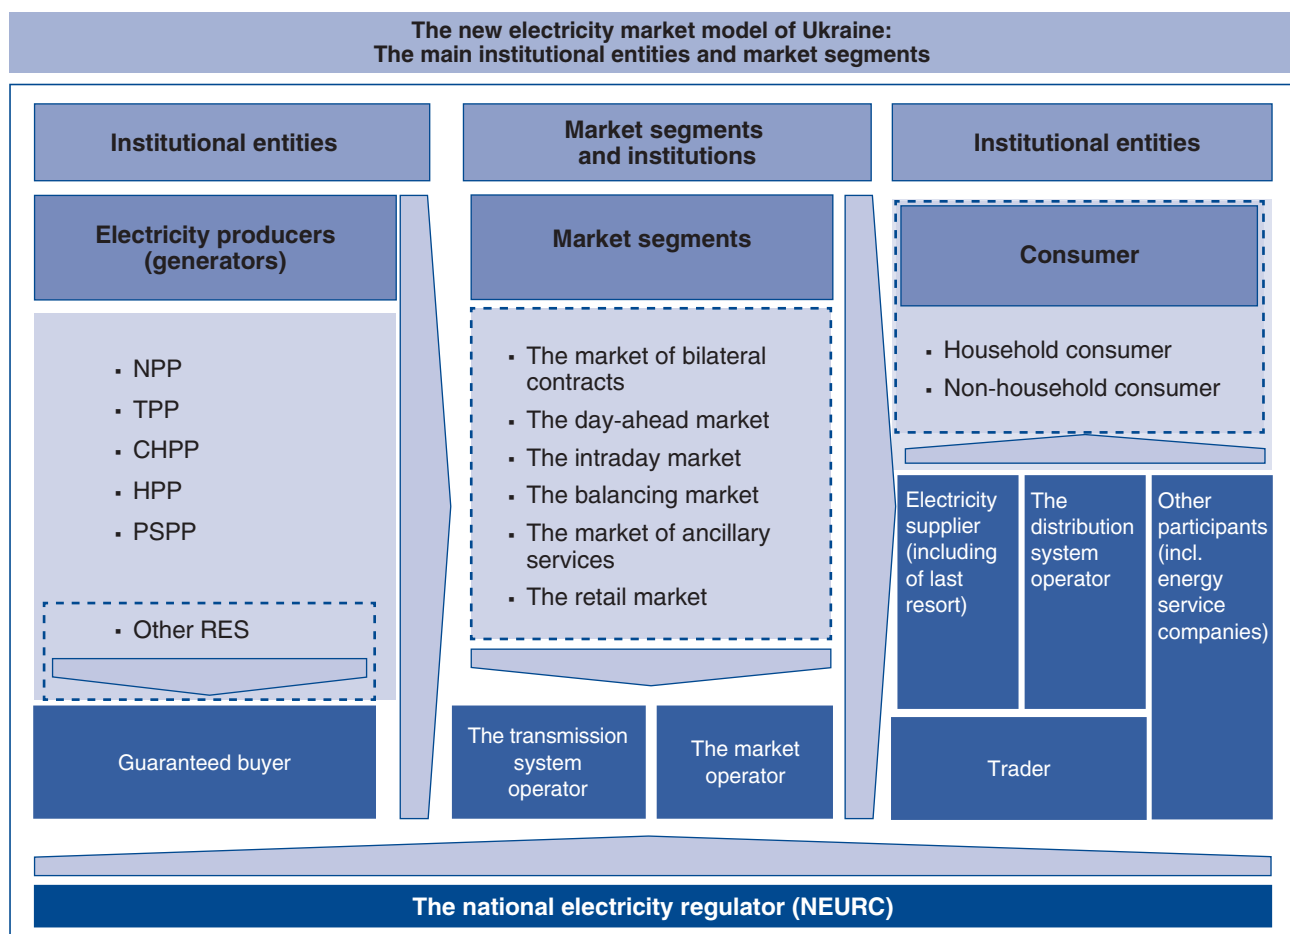 The new electricity market model of Ukraine:
The main institutional entities and market segments
Institutional entities
Electricity producers
(generators)
▪ NPP
▪ TPP
▪ CHPP
▪ HPP
▪ PSPP
▪ Other RES
Guaranteed buyer
Market segments
and institutions
Market segments
▪ The market of bilateral
contracts
▪ The day-ahead market
▪ The intraday market
▪ The balancing market
▪ The market of ancillary
services
▪ The retail market
The transmission
system
operator
The market
operator
Institutional entities
Consumer
▪ Household consumer
▪ Non-household consumer
Electricity
supplier
(including
of last
resort)
The
distribution
system
operator
Other
participants
(incl.
energy
service
companies)
Trader
The national electricity regulator (NEURC)